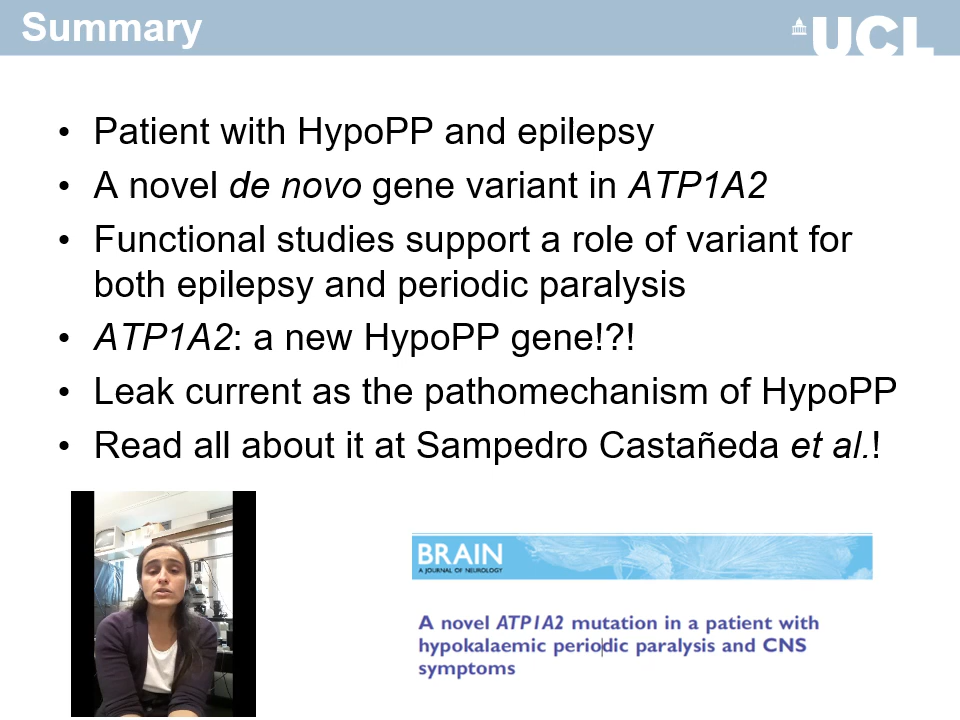 Summary
UCL
• Patient with HypoPP and epilepsy
• A novel de novo gene variant in ATP1A2
• Functional studies support a role of variant for
both epilepsy and periodic paralysis
• ATP1A2: a new HypoPP gene!?!
• Leak current as the pathomechanism of HypoPP
• Read all about it at Sampedro Castañeda et al.!
BRAIN
A JOURNAL OF NEUROLOGY
A novel ATP1A2 mutation in a patient with
hypokalaemic periodic paralysis and CNS
symptoms